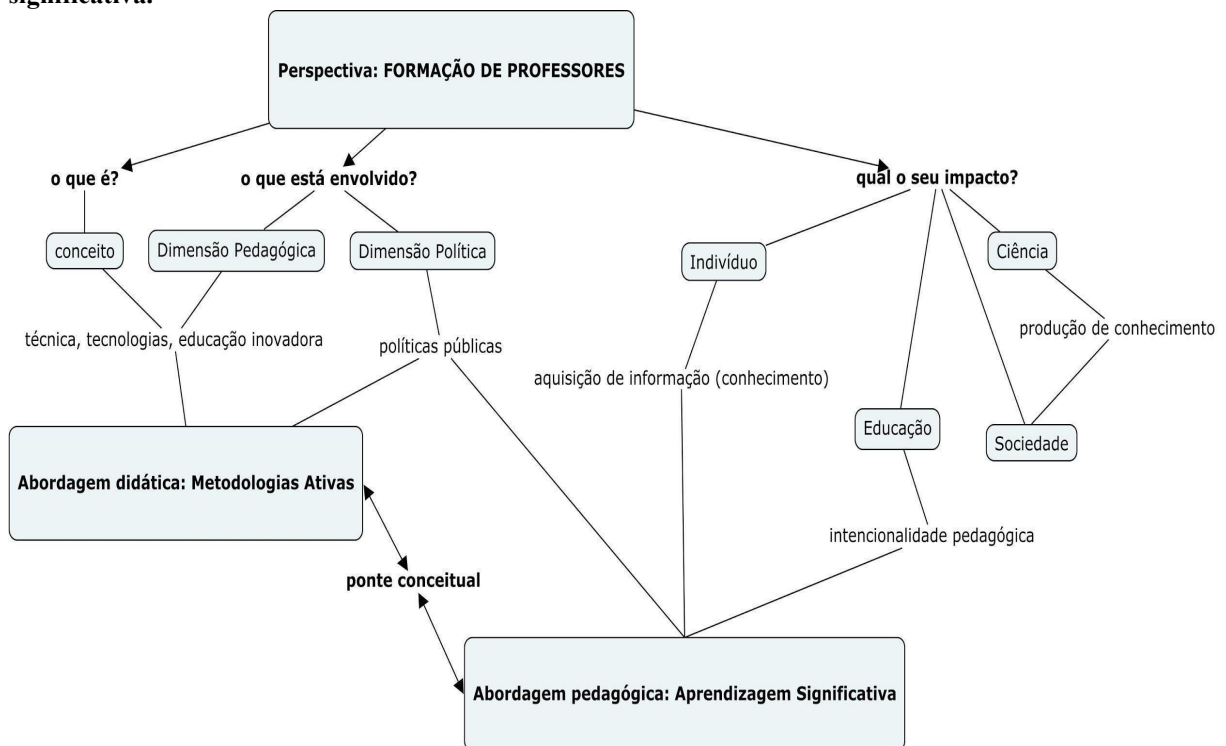 significativa.
Perspectiva: FORMAÇÃO DE PROFESSORES
o que é?
o que está envolvido?
qual o seu impacto?
conceito
Dimensão Pedagógica
Dimensão Política
Indivíduo
Ciência
técnica, tecnologias, educação inovadora
políticas públicas
produção de conhecimento
aquisição de informação (conhecimento)
Educação
Sociedade
Abordagem didática: Metodologias Ativas
intencionalidade pedagógica
ponte conceitual
Abordagem pedagógica: Aprendizagem Significativa